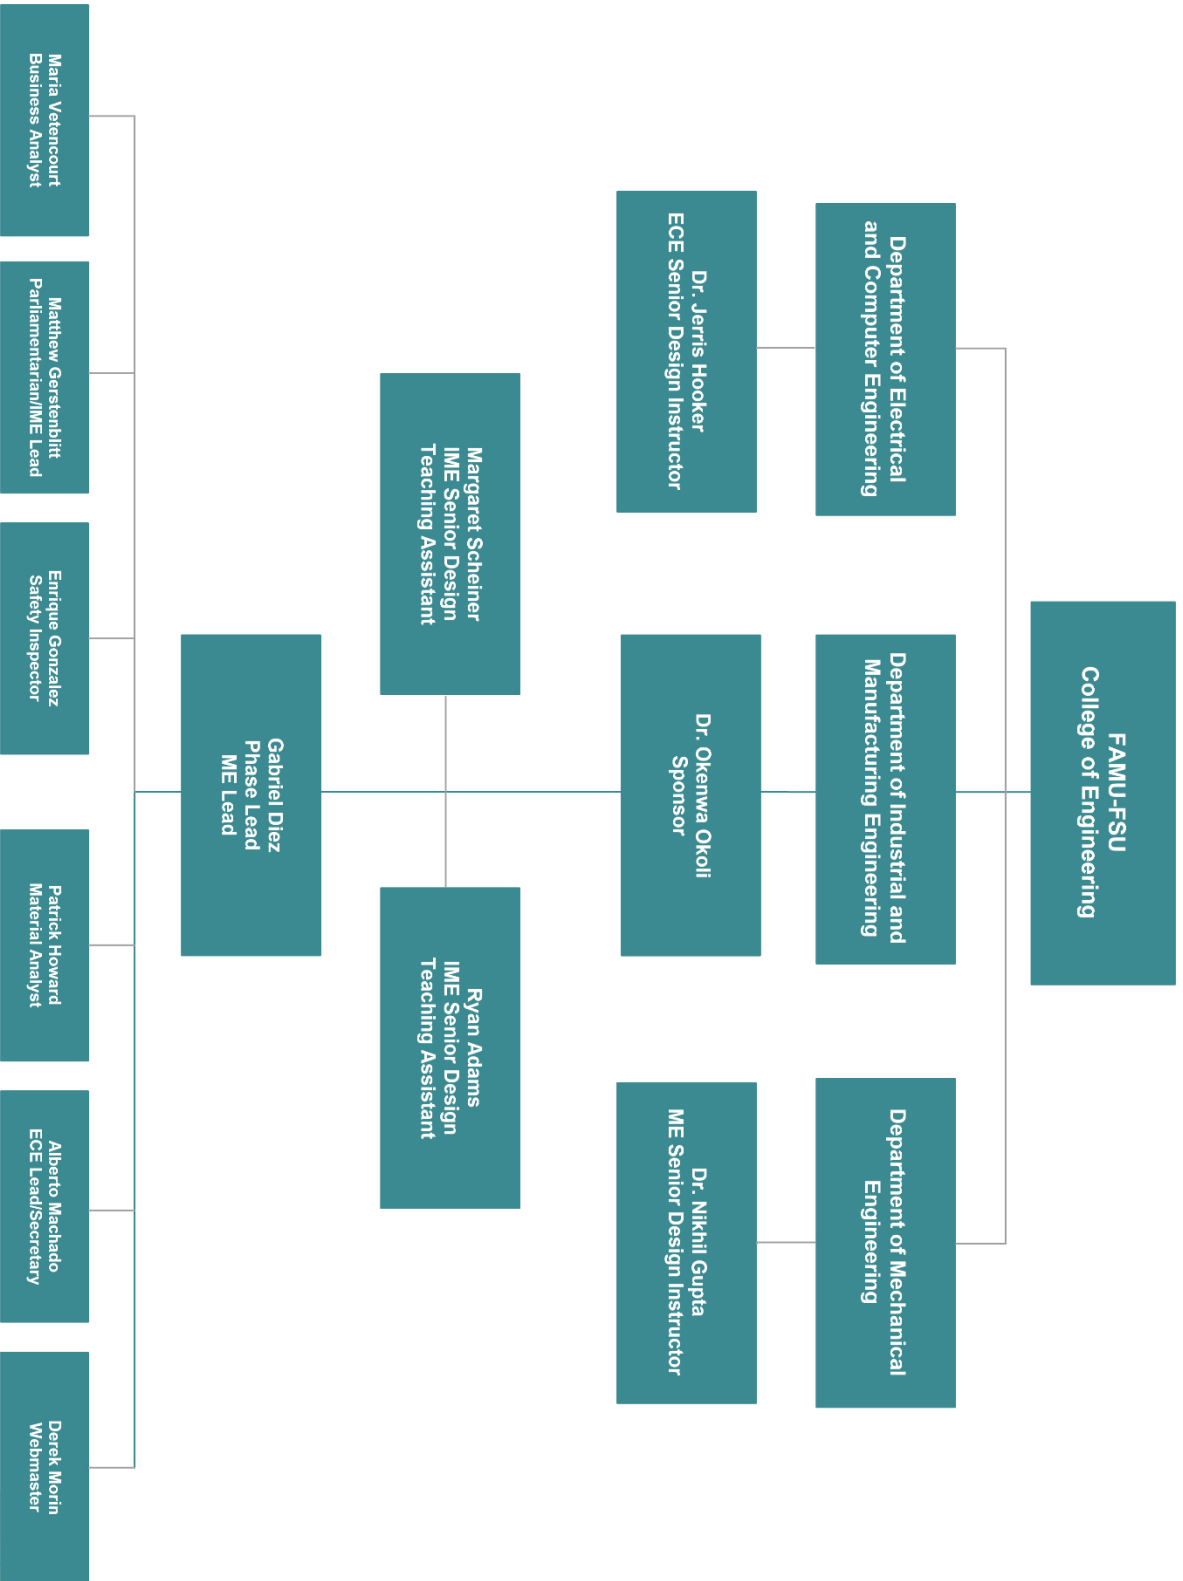 FAMU-FSU
College of Engineering
Department of Electrical
and Computer Engineering
Department of Industrial and
Manufacturing Engineering
Department of Mechanical
Engineering
Dr. Jerris Hooker
ECE Senior Design Instructor
Dr. Okenwa Okoli
Sponsor
Dr. Nikhil Gupta
ME Senior Design Instructor
Margaret Scheiner
IME Senior Design
Teaching Assistant
Ryan Adams
IME Senior Design
Teaching Assistant
Gabriel Diez
Phase Lead
ME Lead
Maria Vetencourt
Business Analyst
Matthew Gerstenblitt
Parliamentarian/IME Lead
Enrique Gonzalez
Safety Inspector
Patrick Howard
Material Analyst
Alberto Machado
ECE Lead/Secretary
Derek Morin
Webmaster